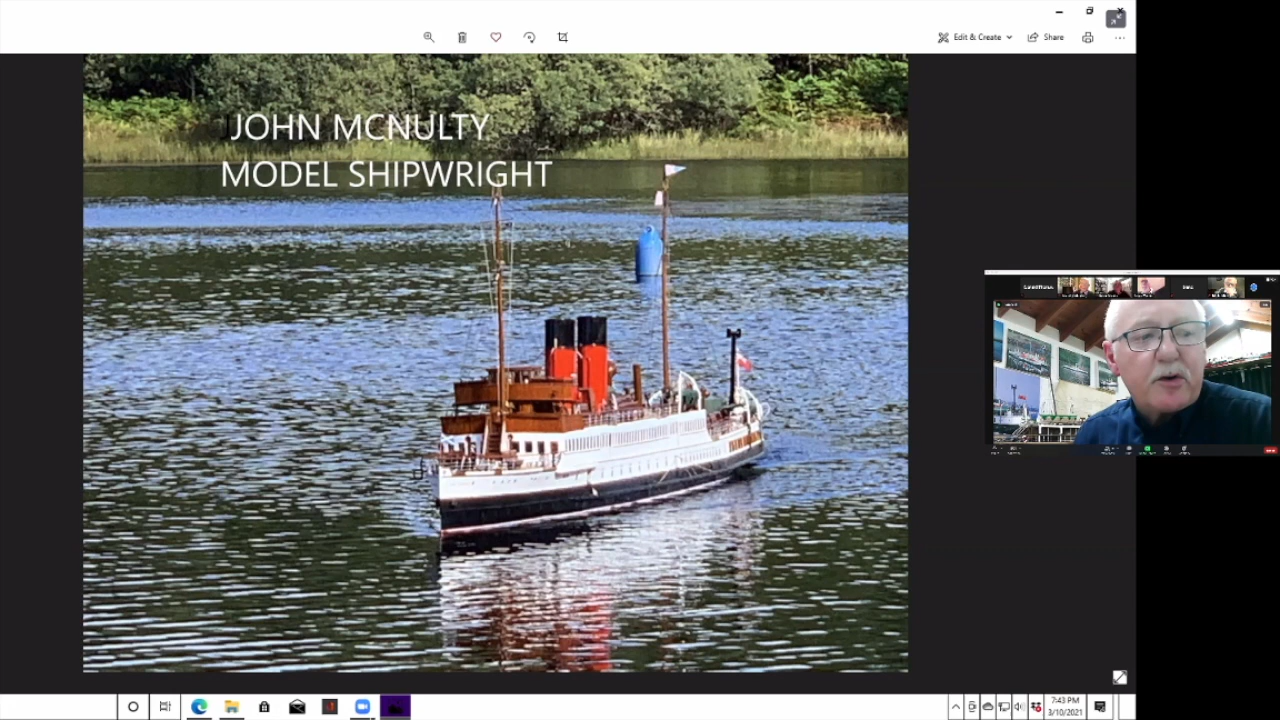 Edit & Create
Share
JOHN MCNULTY
MODEL SHIPWRIGHT
7:43 PM
3/10/2021